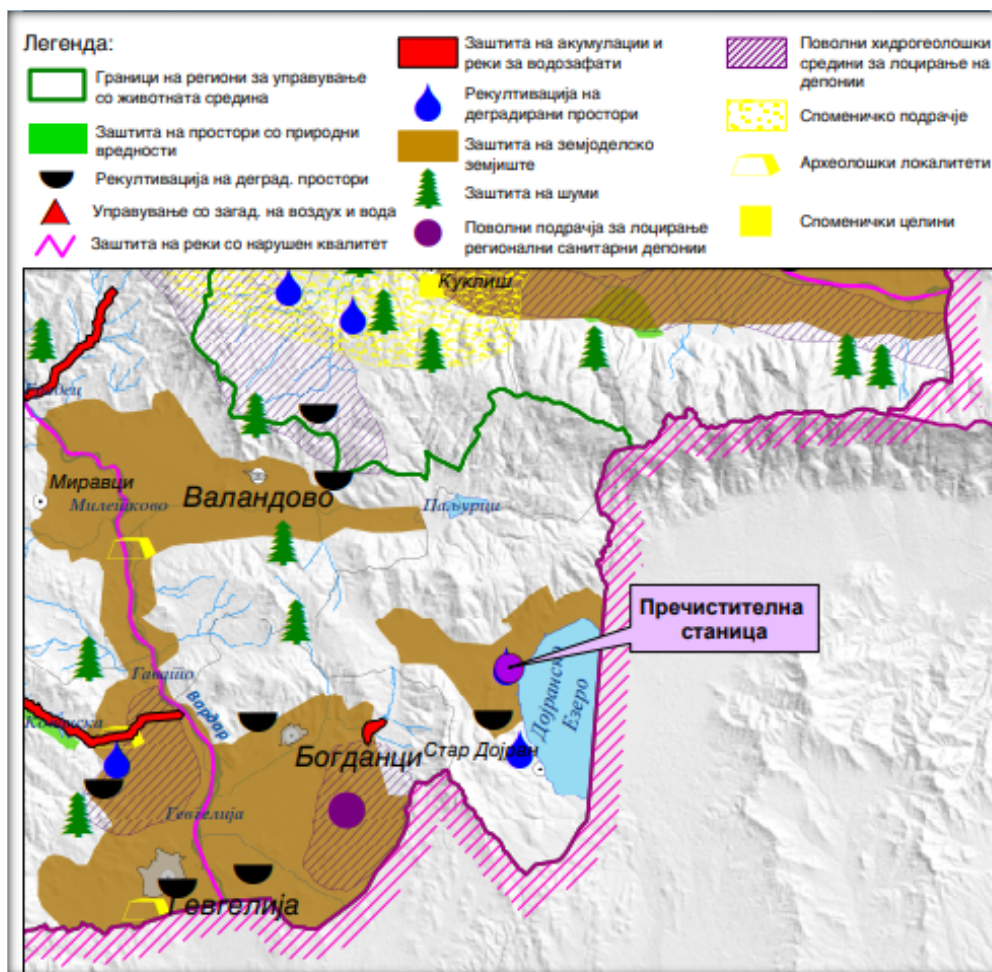 Легенда:
Граници на региони за управување
со животната средина
Заштита на простори со природни
вредности
Рекултивација на деград. простори
Управување со загад. на воздух и вода
Заштита на реки со нарушен квалитет
Заштита на акумулации и
реки за водозафати
Рекултивација на
деградирани простори
Заштита на земјоделско
земјиште
Заштита на шуми
Поволни подрачја за лоцирање
регионални санитарни депонии
Поволни хидрогеолошки
средини за лоцирање на
депонии
Споменичко подрачје
Археолошки локалитети
Споменички целини
Куклиш
Миравци
Милешково
Валандово
Паљурци
Пречистителна
станица
Гавато
Вардар
Дојранско
Езеро
Богданци
Стар Дојран
Гевгелија
Гевгелија